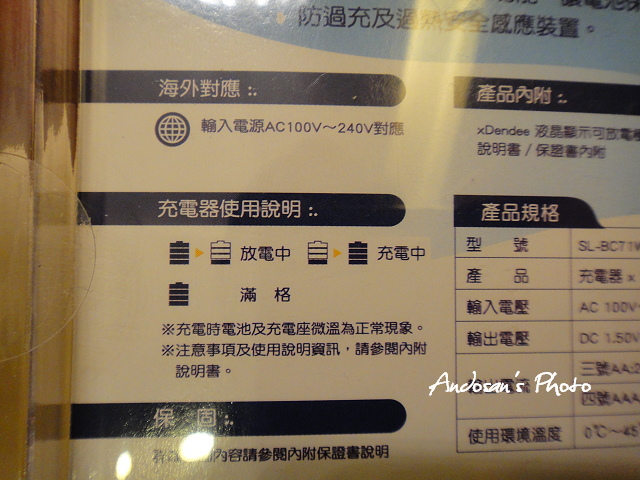 防過充及過熱安全感應裝置。
海外對應:.
輸入電源AC100V~240V對應
產品內附:.
xDendee 液晶顯示可放電
說明書/保證書內附
充電器使用說明:.
放電中 充電中
滿 格
※充電時電池及充電座微溫為正常現象。
※注意事項及使用說明資訊,請參閱內附
說明書。
產品規格
型 號 SL-BC71W
產 品 充電器 x
輸入電壓 AC 100V~
輸出電壓 DC 1.50V
三號AA:2
四號AAA
使用環境溫度 0℃~45
Andosan's Photo
保 固:.
內容請參閱內附保證書說明